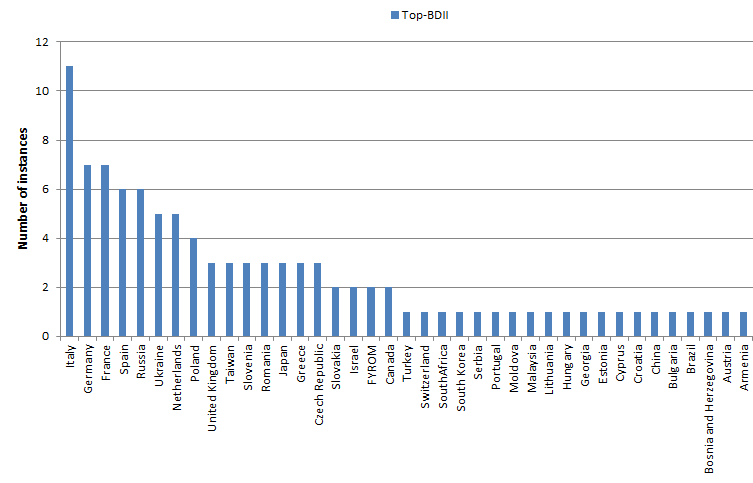 Top-BDII
12
10
8
6
4
2
0
Number of instances
Italy
Germany
France
Spain
Russia
Ukraine
Netherlands
Poland
United Kingdom
Taiwan
Slovenia
Romania
Japan
Greece
Czech Republic
Slovakia
Israel
FYROM
Canada
Turkey
Switzerland
SouthAfrica
South Korea
Serbia
Portugal
Moldova
Malaysia
Lithuania
Hungary
Georgia
Estonia
Cyprus
Croatia
China
Bulgaria
Brazil
Bosnia and Herzegovina
Austria
Armenia